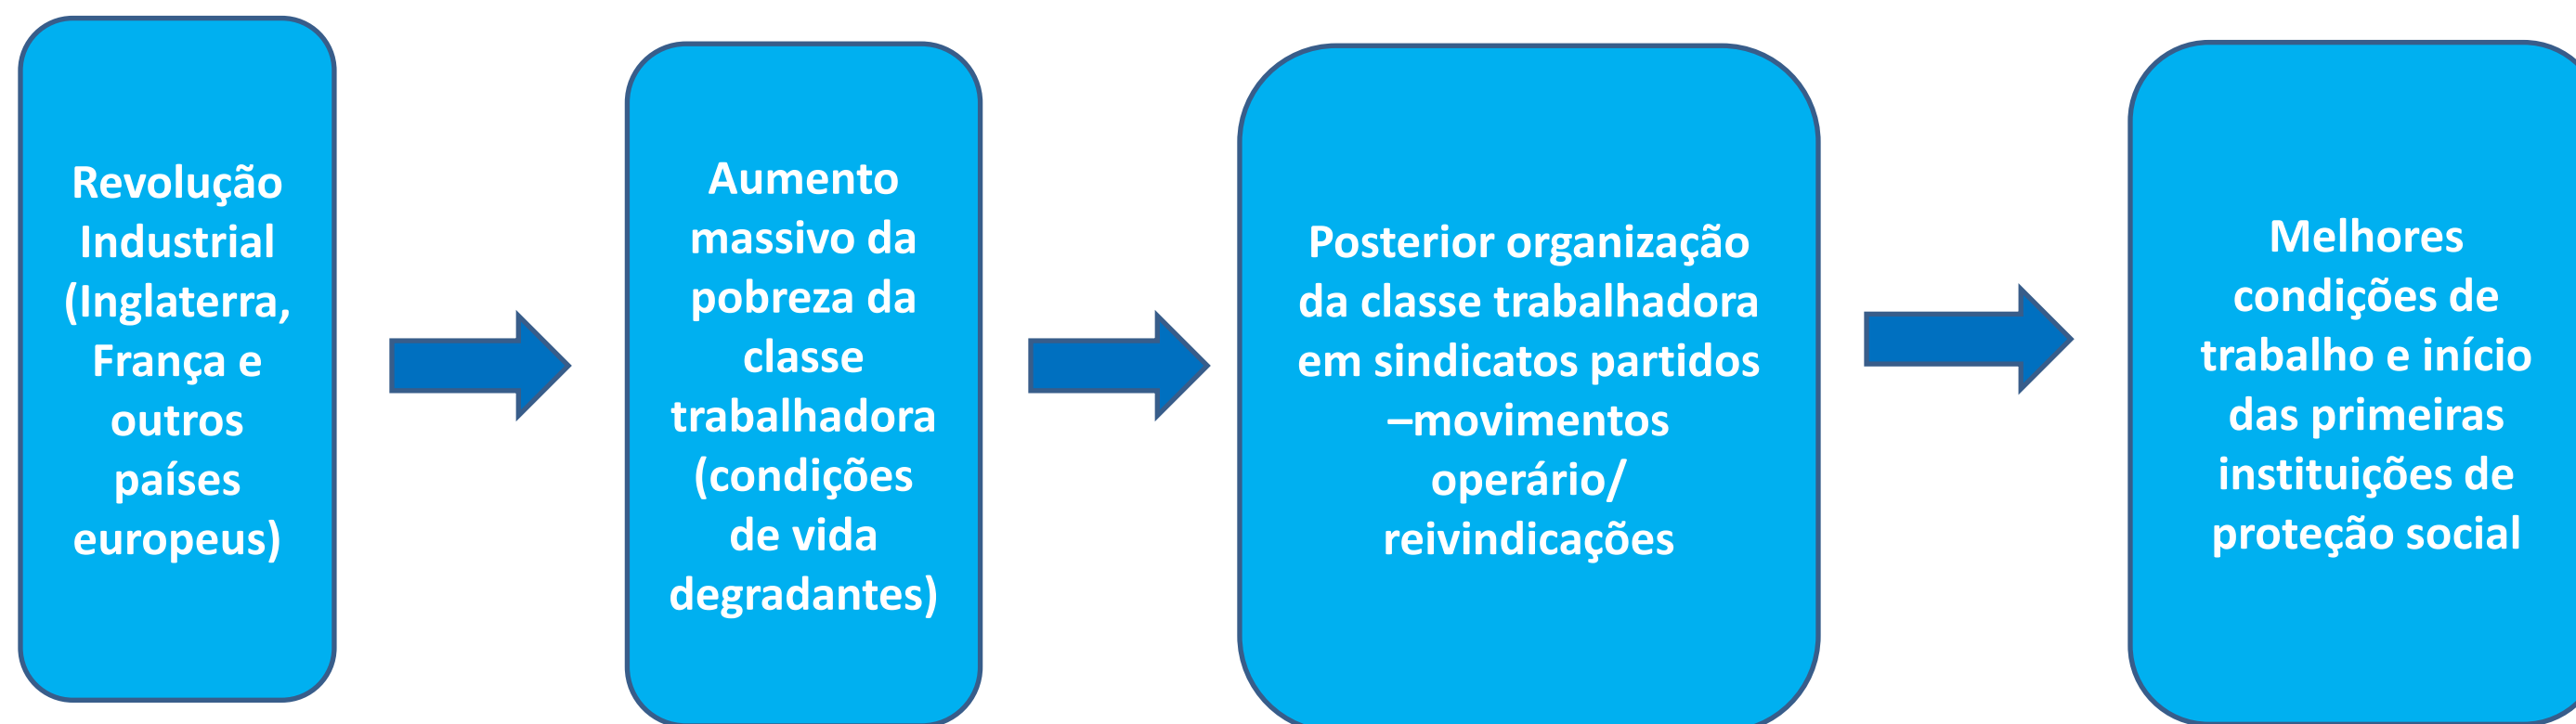 Revolução
Industrial
(Inglaterra,
França e
outros
países
europeus)
Aumento
massivo da
pobreza da
classe
trabalhadora
(condições
de vida
degradantes)
Posterior organização
da classe trabalhadora
em sindicatos partidos
–movimentos
operário/
reivindicações
Melhores
condições de
trabalho e início
das primeiras
instituições de
proteção social